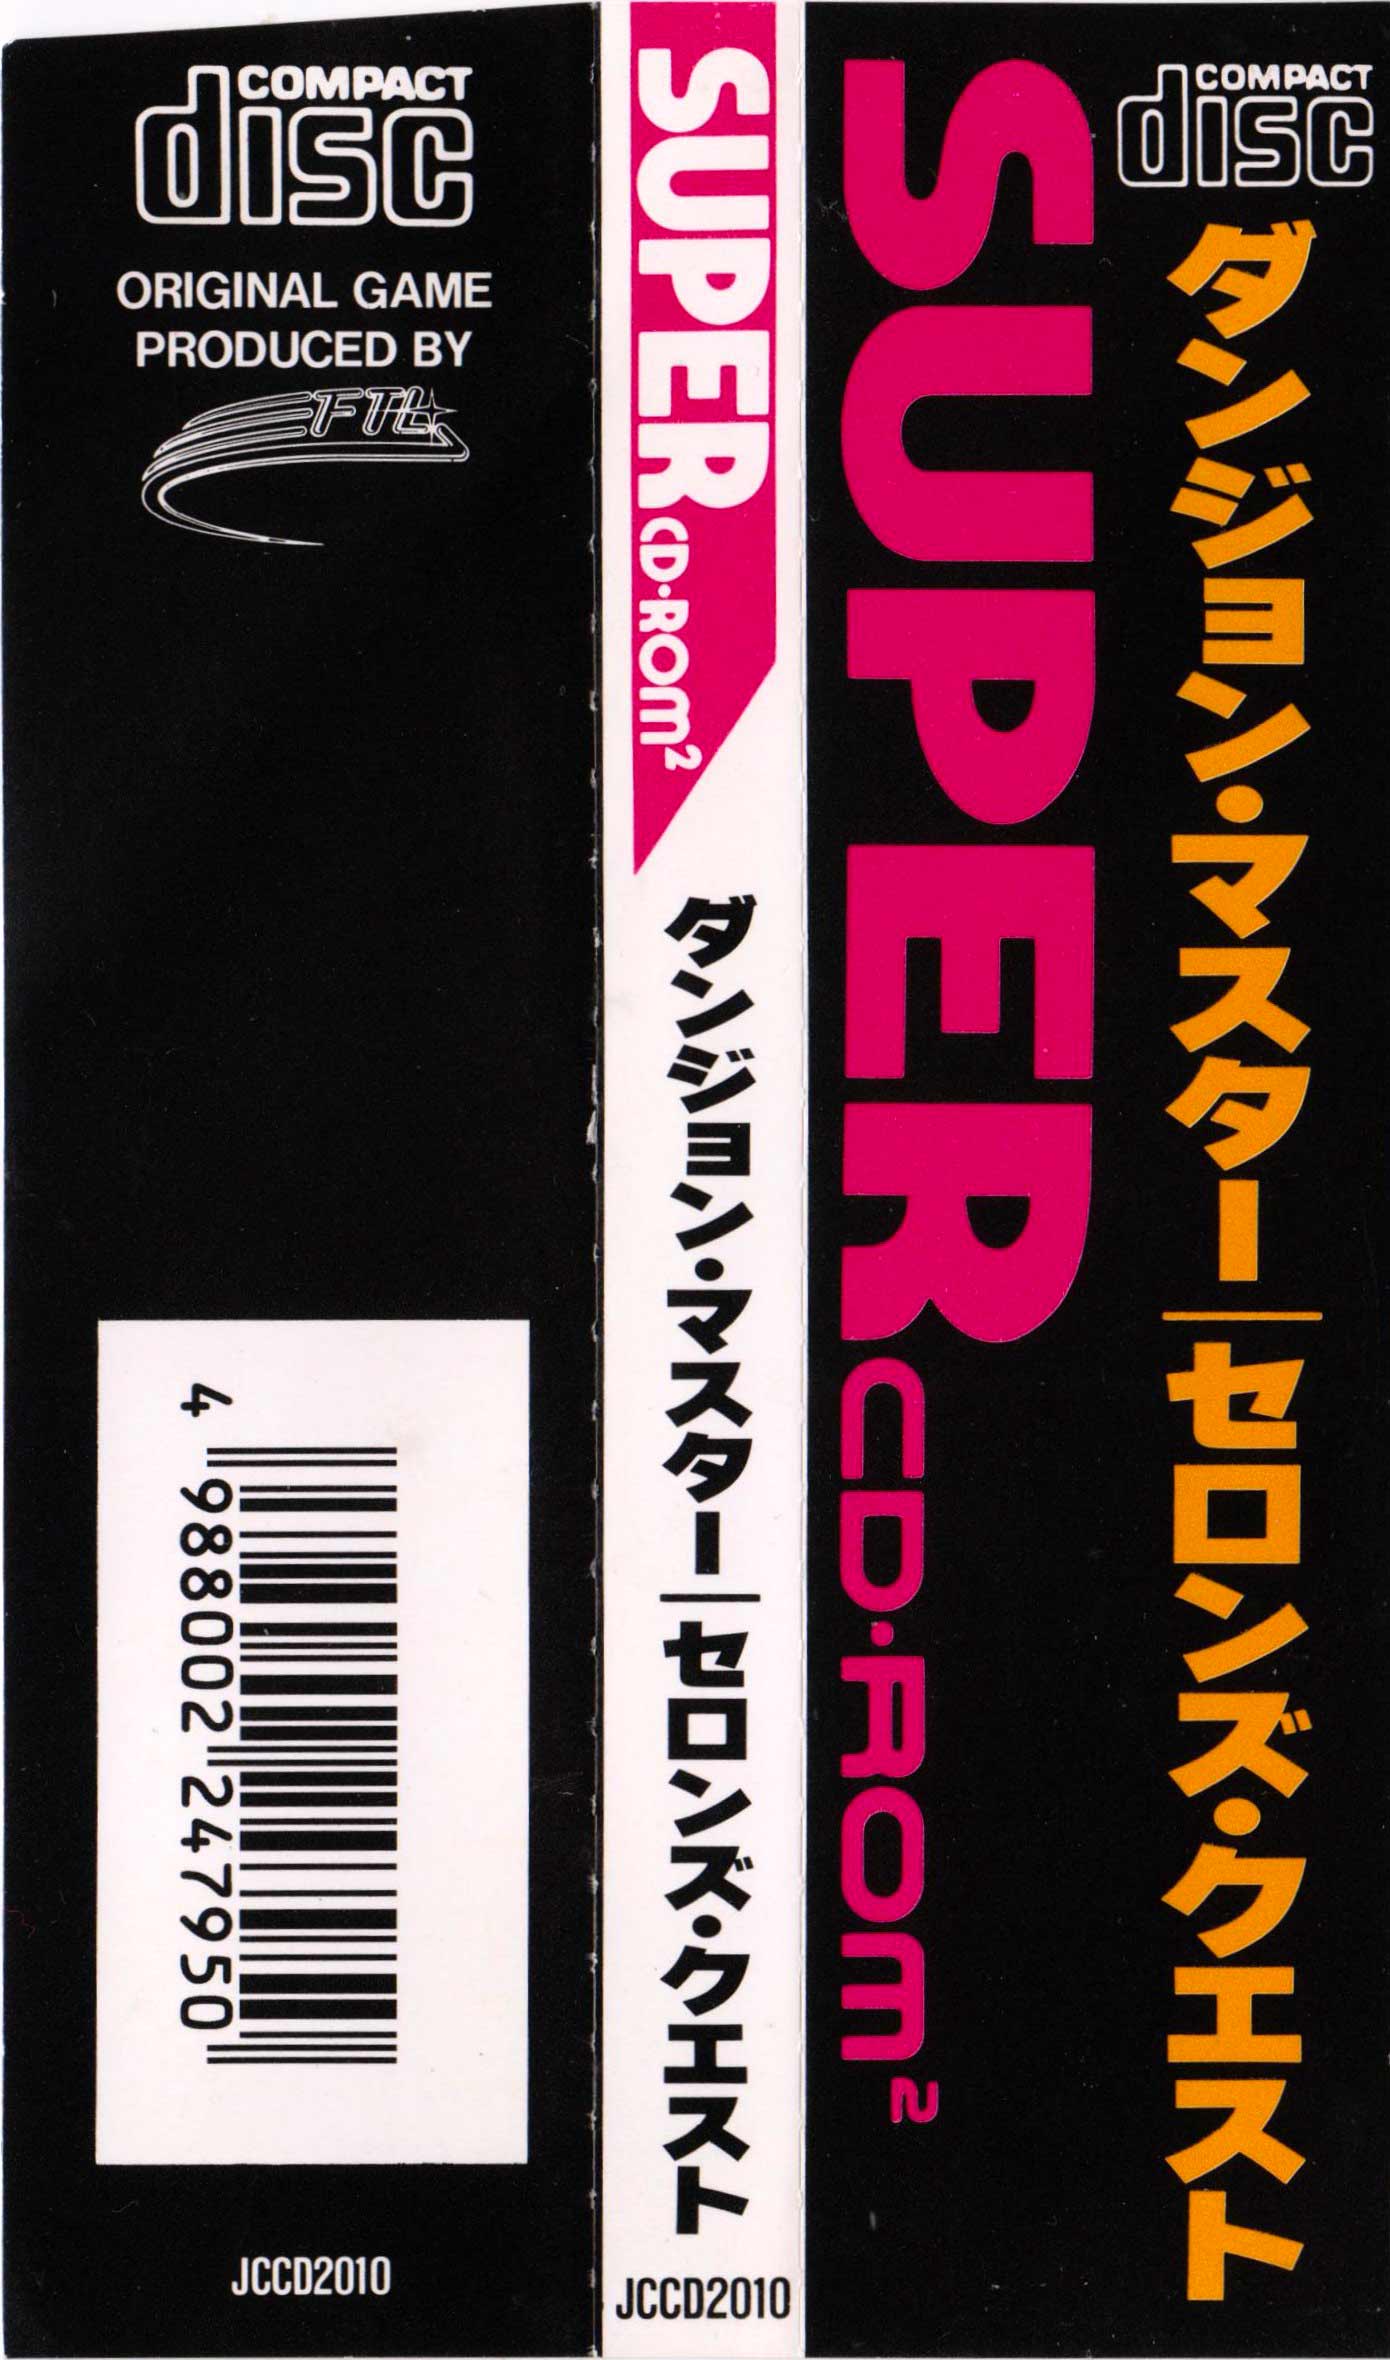 COMPACT
disc
ORIGINAL GAME
PRODUCED BY
FTL
4 988002 247950
JCCD2010
SUPER CD·ROM²
ダンジョン・マスター|セロンズ・クエスト
JCCD2010
SUPER CD·ROM²
COMPACT
disc
ダンジョン・マスター|セロンズ・クエスト